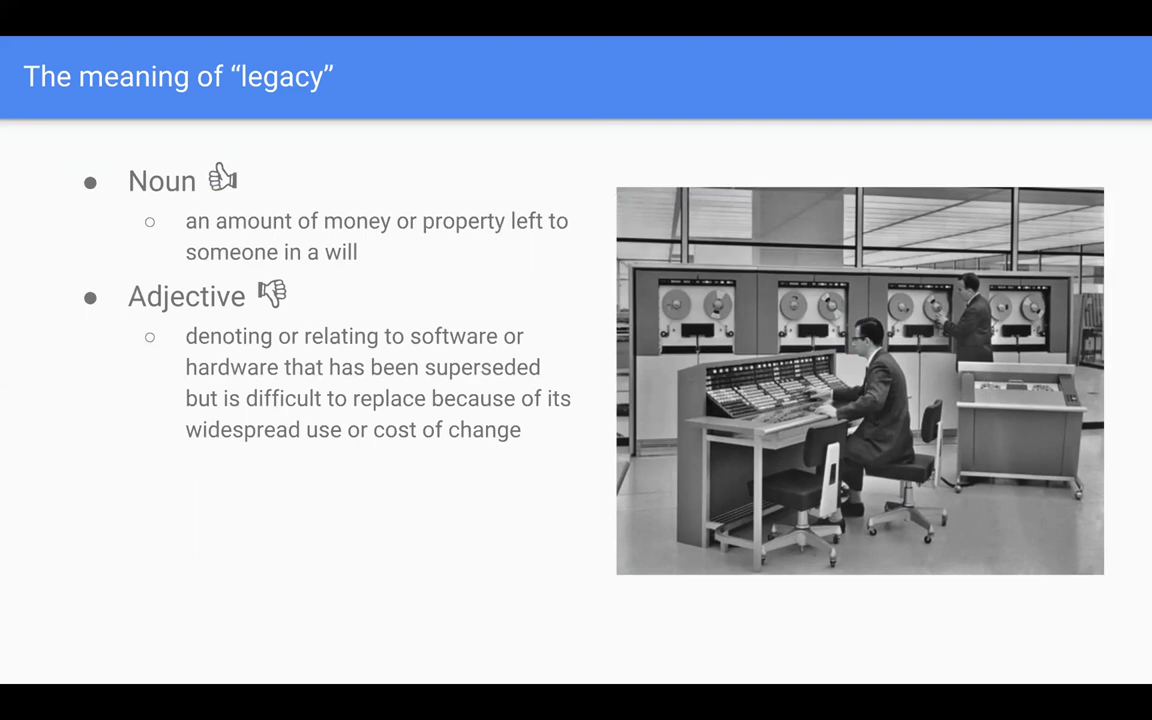 The meaning of “legacy”
● Noun 👍
○ an amount of money or property left to
someone in a will
● Adjective 👎
○ denoting or relating to software or
hardware that has been superseded
but is difficult to replace because of its
widespread use or cost of change